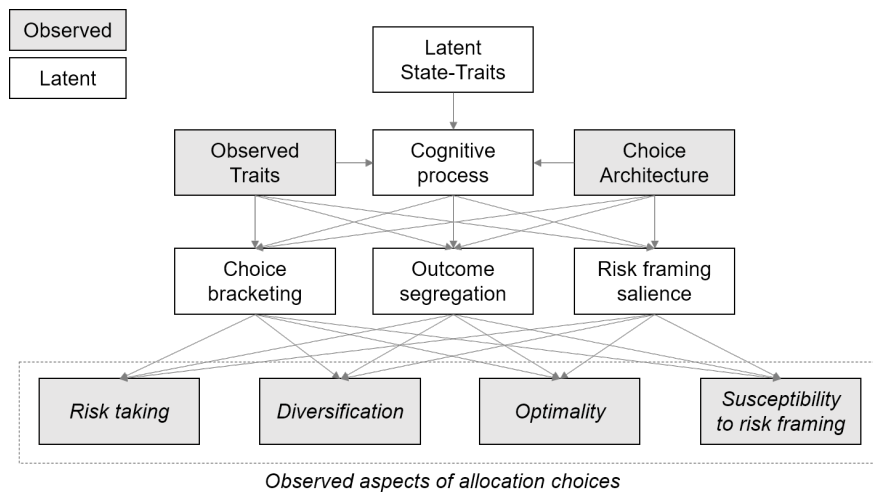 Observed
Latent
Latent
State-Traits
Observed
Traits
Cognitive
process
Choice
Architecture
Choice
bracketing
Outcome
segregation
Risk framing
salience
Risk taking
Diversification
Optimality
Susceptibility
to risk framing
Observed aspects of allocation choices